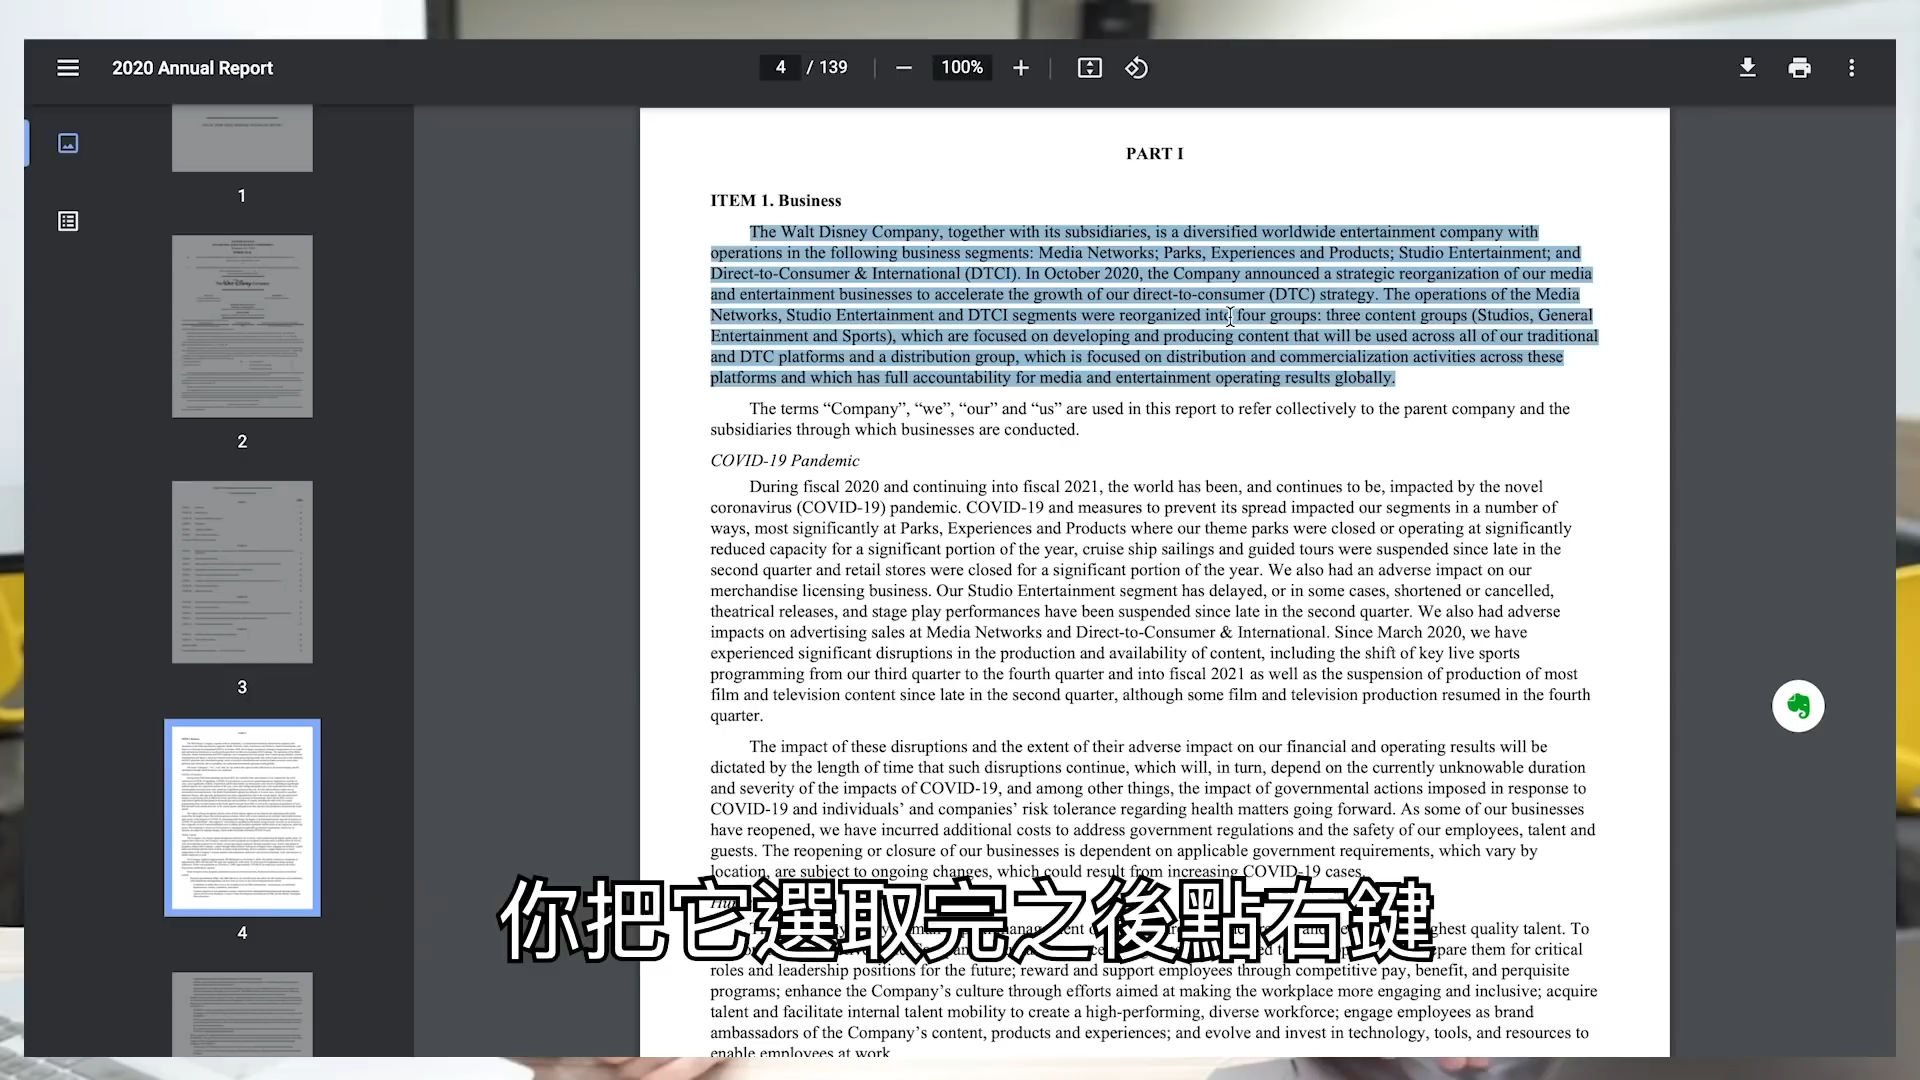 2020 Annual Report
4 / 139
100%
1
2
3
4
PART I
ITEM 1. Business
The Walt Disney Company, together with its subsidiaries, is a diversified worldwide entertainment company with
operations in the following business segments: Media Networks; Parks, Experiences and Products; Studio Entertainment; and
Direct-to-Consumer & International (DTCI). In October 2020, the Company announced a strategic reorganization of our media
and entertainment businesses to accelerate the growth of our direct-to-consumer (DTC) strategy. The operations of the Media
Networks, Studio Entertainment and DTCI segments were reorganized into four groups: three content groups (Studios, General
Entertainment and Sports), which are focused on developing and producing content that will be used across all of our traditional
and DTC platforms and a distribution group, which is focused on distribution and commercialization activities across these
platforms and which has full accountability for media and entertainment operating results globally.
The terms “Company”, “we”, “our” and “us” are used in this report to refer collectively to the parent company and the
subsidiaries through which businesses are conducted.
COVID-19 Pandemic
During fiscal 2020 and continuing into fiscal 2021, the world has been, and continues to be, impacted by the novel
coronavirus (COVID-19) pandemic. COVID-19 and measures to prevent its spread impacted our segments in a number of
ways, most significantly at Parks, Experiences and Products where our theme parks were closed or operating at significantly
reduced capacity for a significant portion of the year, cruise ship sailings and guided tours were suspended since late in the
second quarter and retail stores were closed for a significant portion of the year. We also had an adverse impact on our
merchandise licensing business. Our Studio Entertainment segment has delayed, or in some cases, shortened or cancelled,
theatrical releases, and stage play performances have been suspended since late in the second quarter. We also had adverse
impacts on advertising sales at Media Networks and Direct-to-Consumer & International. Since March 2020, we have
experienced significant disruptions in the production and availability of content, including the shift of key live sports
programming from our third quarter to the fourth quarter and into fiscal 2021 as well as the suspension of production of most
film and television content since late in the second quarter, although some film and television production resumed in the fourth
quarter.
The impact of these disruptions and the extent of their adverse impact on our financial and operating results will be
dictated by the length of time that such disruptions continue, which will, in turn, depend on the currently unknowable duration
and severity of the impacts of COVID-19, and among other things, the impact of governmental actions imposed in response to
COVID-19 and individuals’ and companies’ risk tolerance regarding health matters going forward. As some of our businesses
have reopened, we have incurred additional costs to address government regulations and the safety of our employees, talent and
guests. The reopening or closure of our businesses is dependent on applicable government requirements, which vary by
location, are subject to ongoing changes, which could result from increasing COVID-19 cases.
你把它選取完之後點右鍵
quality talent. To
them for critical
roles and leadership positions for the future; reward and support employees through competitive pay, benefit, and perquisite
programs; enhance the Company’s culture through efforts aimed at making the workplace more engaging and inclusive; acquire
talent and facilitate internal talent mobility to create a high-performing, diverse workforce; engage employees as brand
ambassadors of the Company’s content, products and experiences; and evolve and invest in technology, tools, and resources to
enable employees at work.